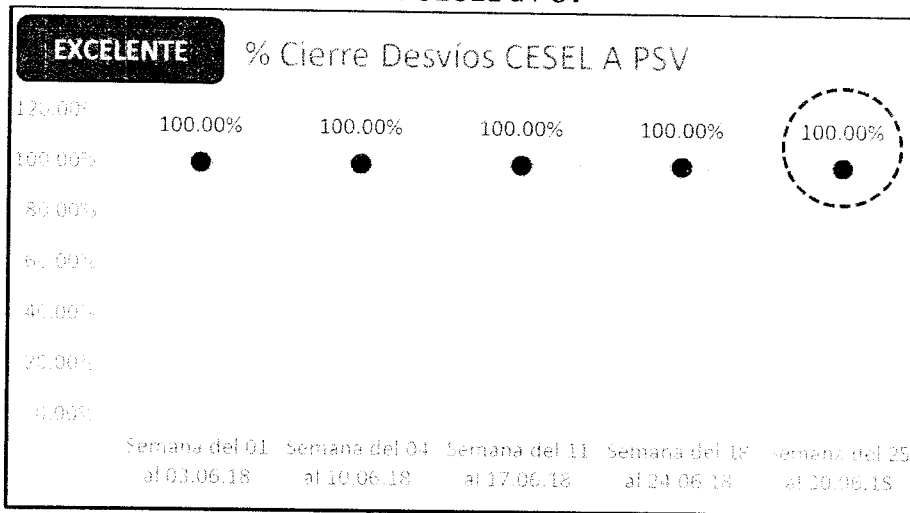 EXCELENTE
% Cierre Desvíos CESEL A PSV
120.00%
100.00% 100.00% 100.00% 100.00% 100.00%
100.00%
80.00%
60.00%
40.00%
20.00%
0.00%
Semana del 01 Semana del 04 Semana del 11 Semana del 18 Semana del 25
al 03.06.18 al 10.06.18 al 17.06.18 al 24.06.18 al 30.06.18